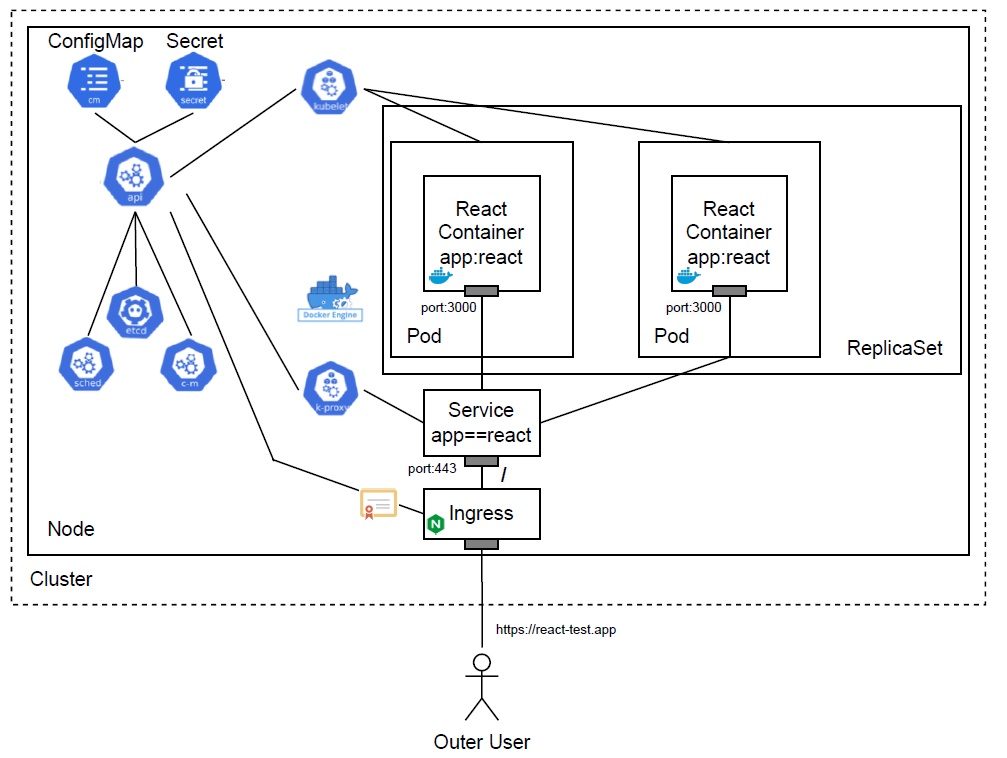 ConfigMap
Secret
cm
secret
kubelet
api
React
Container
app:react
React
Container
app:react
port:3000
port:3000
Docker Engine
etcd
Pod
Pod
ReplicaSet
sched
c-m
k-proxy
Service
app==react
port:443
/
Ingress
N
Node
Cluster
https://react-test.app
Outer User